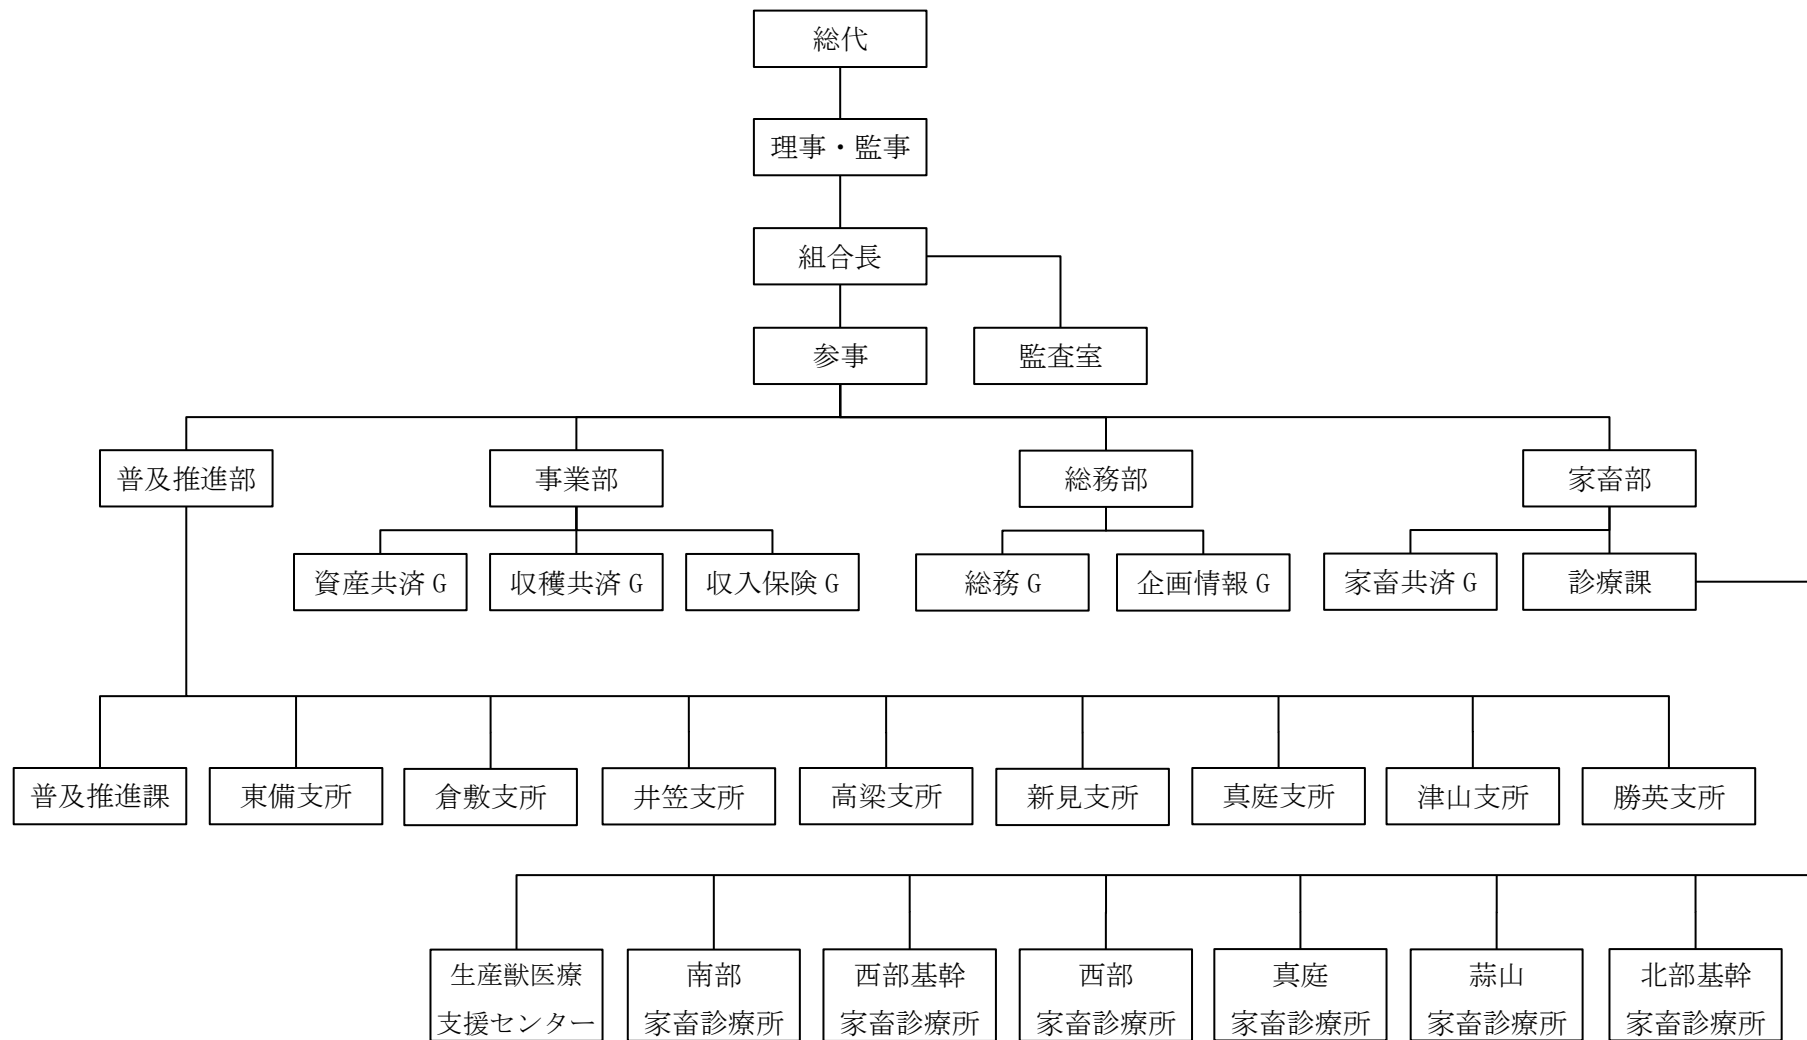 総代
理事・監事
組合長
参事
監査室
普及推進部
事業部
総務部
家畜部
資産共済 G
収穫共済 G
収入保険 G
総務 G
企画情報 G
家畜共済 G
診療課
普及推進課
東備支所
倉敷支所
井笠支所
高梁支所
新見支所
真庭支所
津山支所
勝英支所
生産獣医療
支援センター
南部
家畜診療所
西部基幹
家畜診療所
西部
家畜診療所
真庭
家畜診療所
蒜山
家畜診療所
北部基幹
家畜診療所